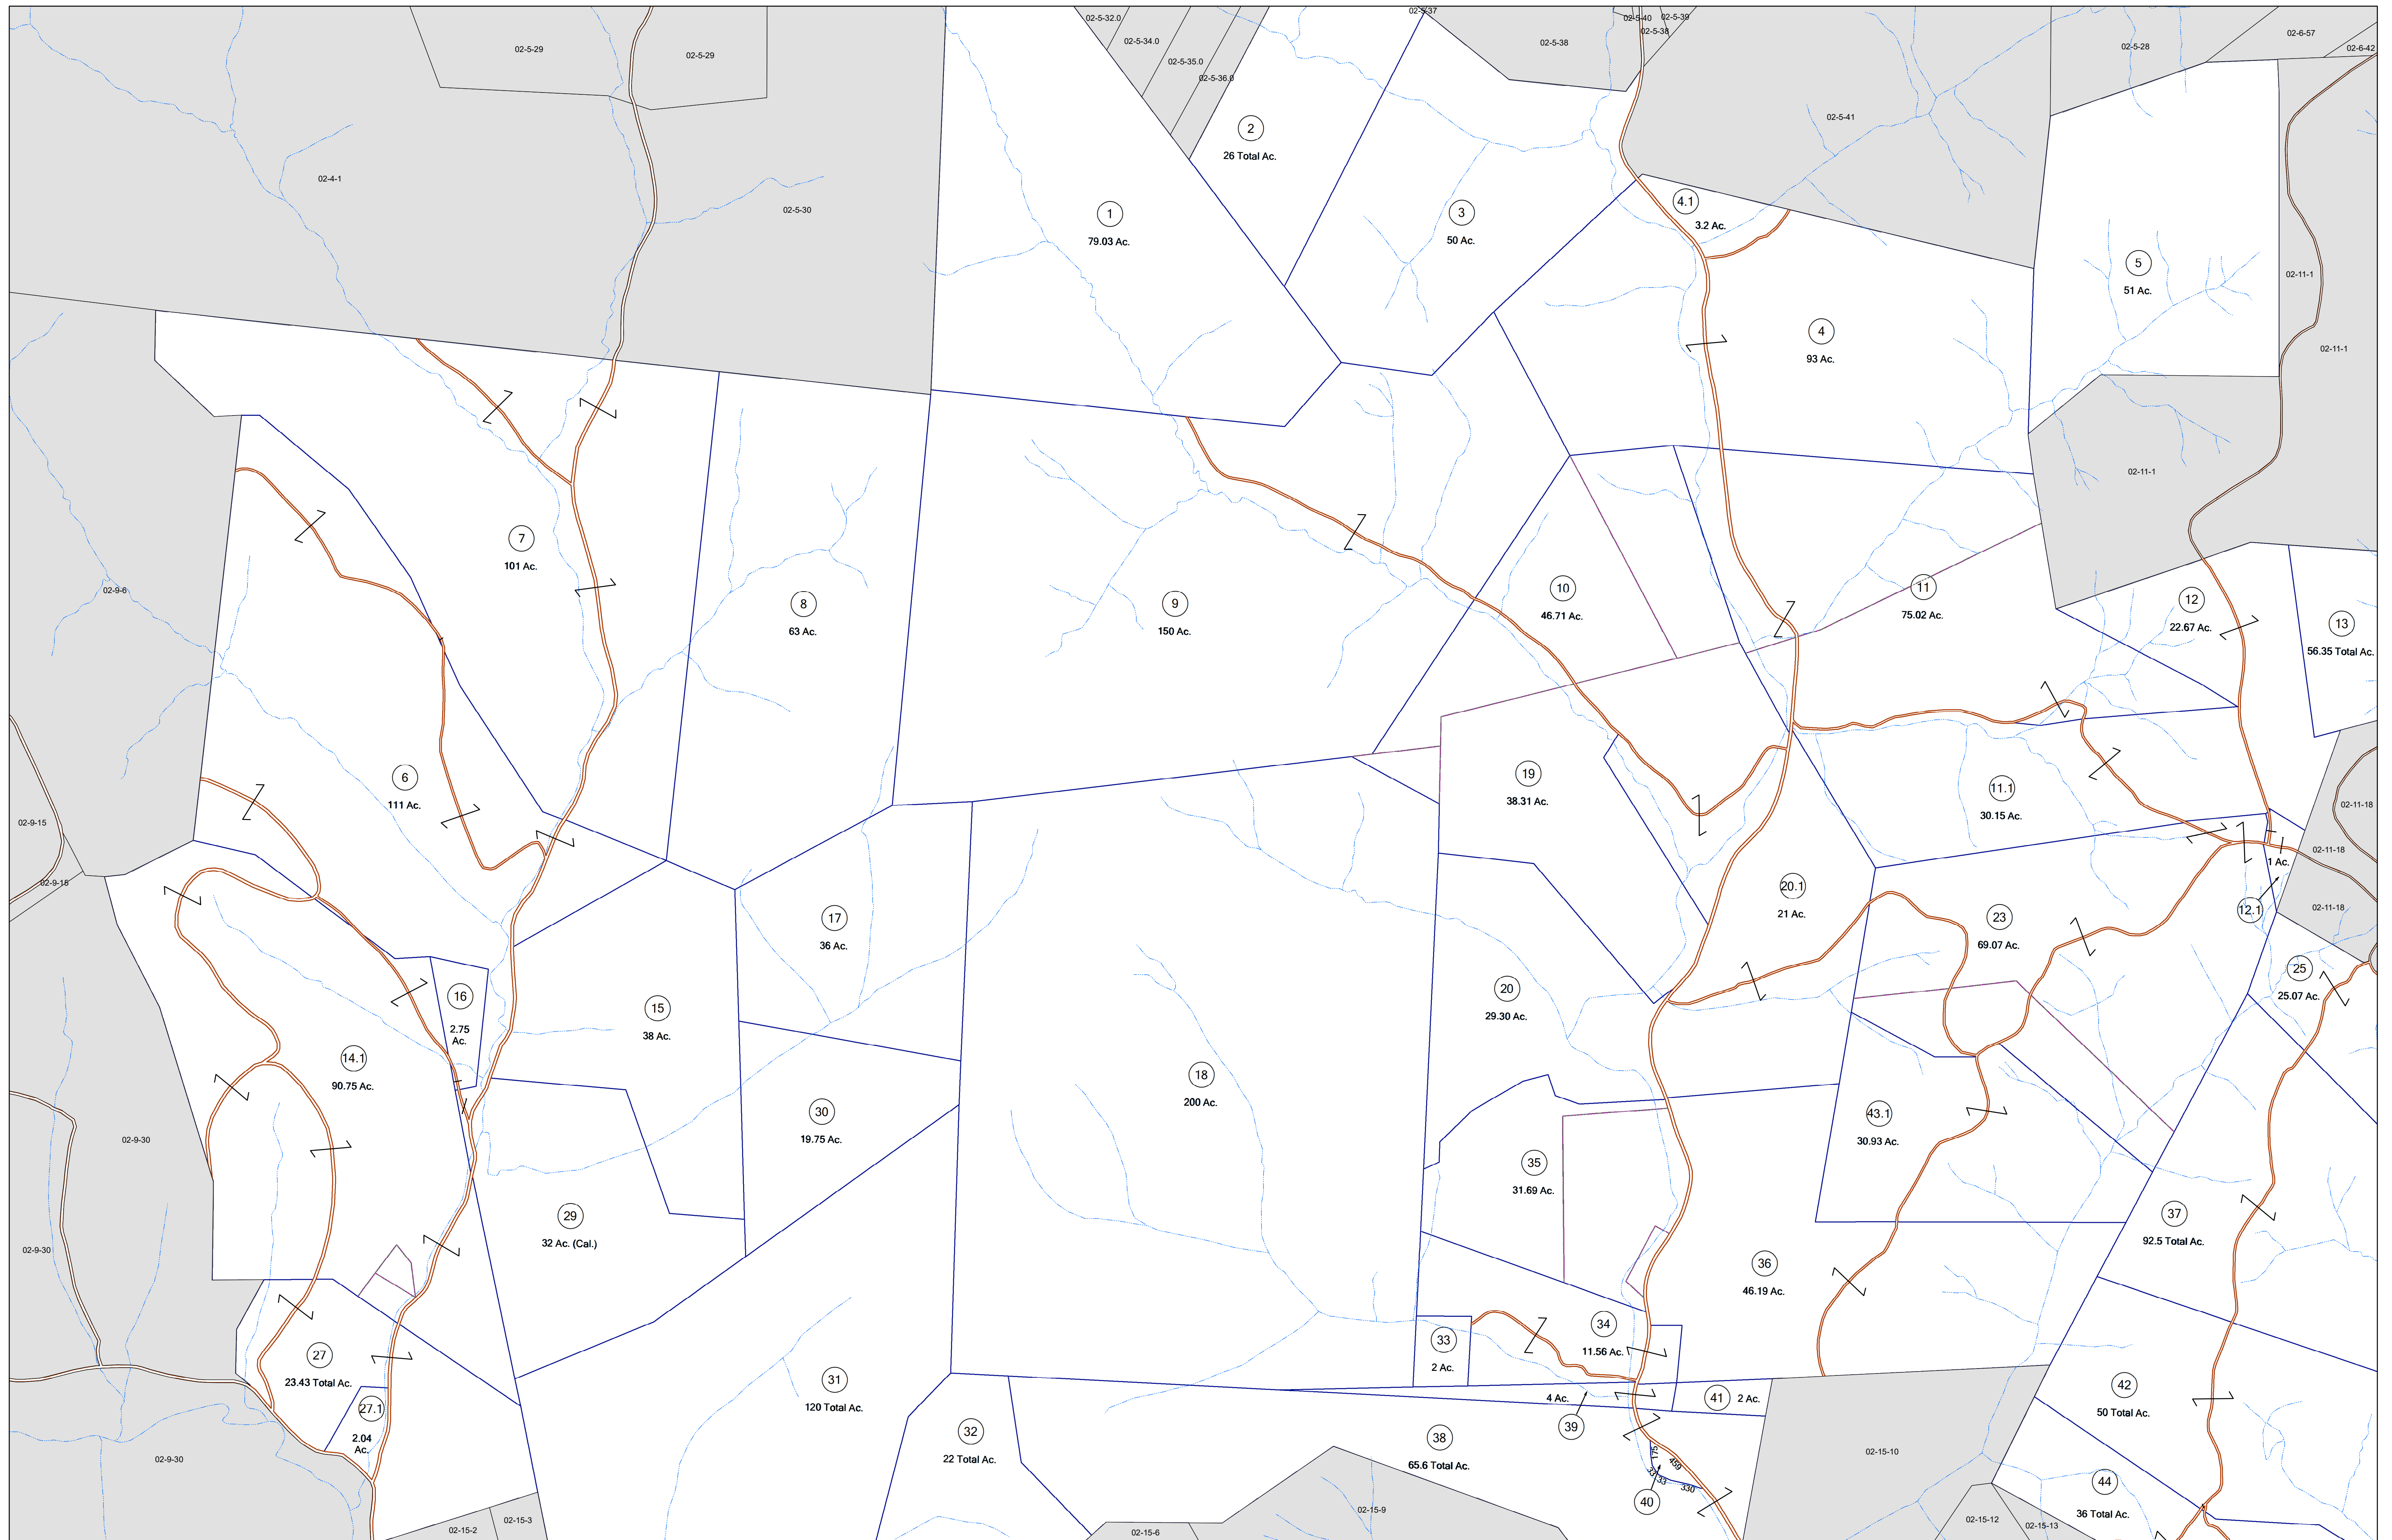 02-5-32.0
02-5-37
02-5-40
02-5-39
02-5-38
02-5-29
02-5-29
02-5-34.0
02-5-38
02-5-35.0
02-5-36.0
02-5-28
02-6-57
02-6-42
02-5-41
02-4-1
02-5-30
2
26 Total Ac.
1
79.03 Ac.
3
50 Ac.
4.1
3.2 Ac.
5
51 Ac.
02-11-1
02-11-1
4
93 Ac.
02-11-1
7
101 Ac.
02-9-6
8
63 Ac.
9
150 Ac.
10
46.71 Ac.
11
75.02 Ac.
12
22.67 Ac.
13
56.35 Total Ac.
6
111 Ac.
19
38.31 Ac.
11.1
30.15 Ac.
02-11-18
02-9-15
02-9-15
02-11-18
1 Ac.
12.1
02-11-18
17
36 Ac.
20.1
21 Ac.
23
69.07 Ac.
25
25.07 Ac.
16
2.75
Ac.
15
38 Ac.
20
29.30 Ac.
14.1
90.75 Ac.
18
200 Ac.
30
19.75 Ac.
43.1
30.93 Ac.
02-9-30
02-9-30
35
31.69 Ac.
29
32 Ac. (Cal.)
37
92.5 Total Ac.
36
46.19 Ac.
27
23.43 Total Ac.
33
2 Ac.
34
11.56 Ac.
31
120 Total Ac.
27.1
2.04
Ac.
4 Ac.
39
41
2 Ac.
42
50 Total Ac.
02-9-30
32
22 Total Ac.
38
65.6 Total Ac.
02-15-10
175
459
33
33
330
40
44
36 Total Ac.
02-15-9
02-15-2
02-15-3
02-15-6
02-15-12
02-15-13